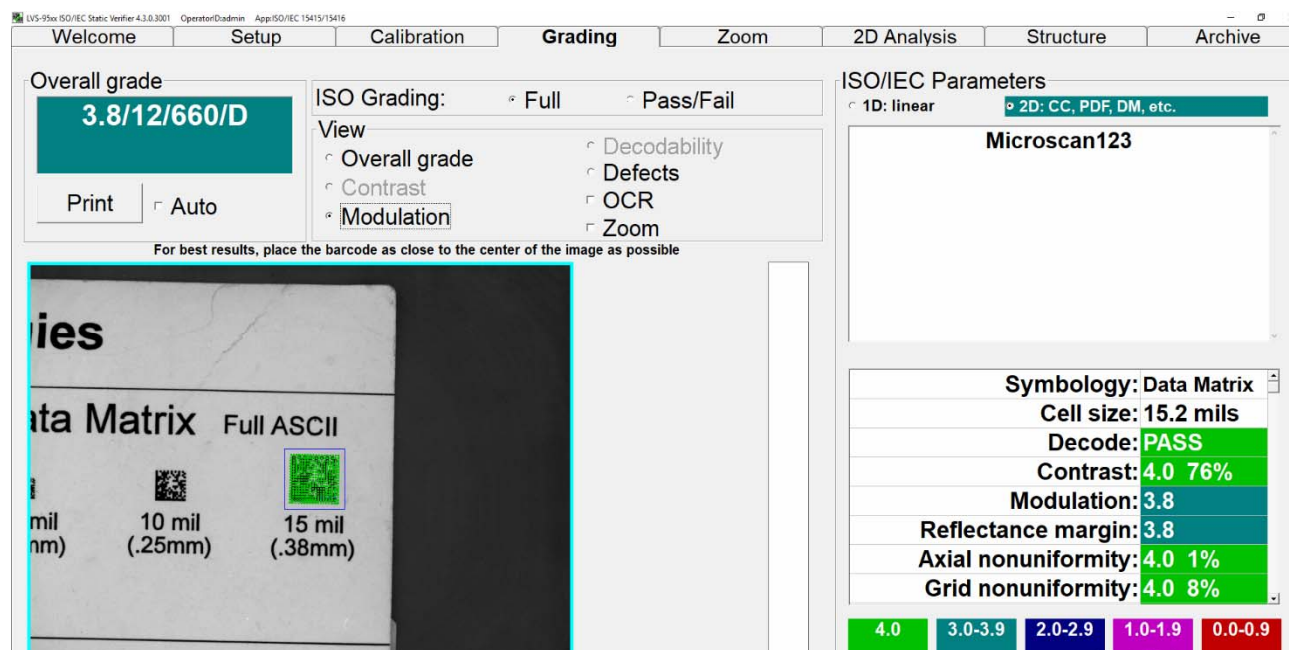 LVS-95xx ISO/IEC Static Verifier 4.3.0.3001 OperatorID:admin App:ISO/IEC 15415/15416
Welcome Setup Calibration Grading Zoom 2D Analysis Structure Archive
Overall grade
3.8/12/660/D
Print Auto
ISO Grading: Full Pass/Fail
View
Overall grade
Contrast
Modulation
Decodability
Defects
OCR
Zoom
For best results, place the barcode as close to the center of the image as possible
ies
ata Matrix Full ASCII
mil 10 mil 15 mil
nm) (.25mm) (.38mm)
ISO/IEC Parameters
1D: linear 2D: CC, PDF, DM, etc.
Microscan123
Symbology: Data Matrix
Cell size: 15.2 mils
Decode: PASS
Contrast: 4.0 76%
Modulation: 3.8
Reflectance margin: 3.8
Axial nonuniformity: 4.0 1%
Grid nonuniformity: 4.0 8%
4.0 3.0-3.9 2.0-2.9 1.0-1.9 0.0-0.9